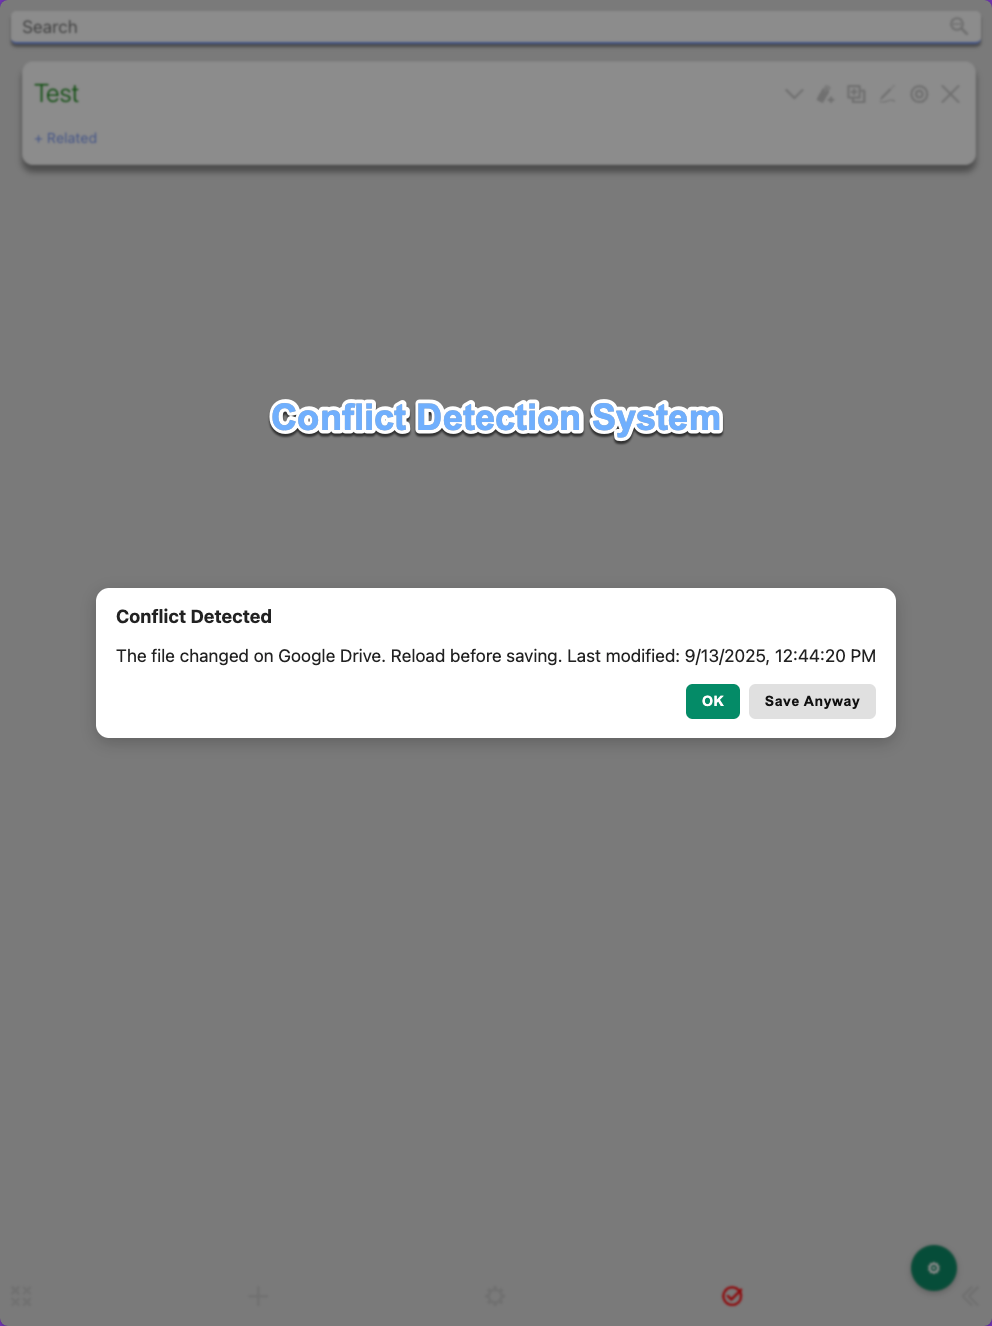 Search
Test
+ Related
Conflict Detection System
Conflict Detected
The file changed on Google Drive. Reload before saving. Last modified: 9/13/2025, 12:44:20 PM
OK
Save Anyway